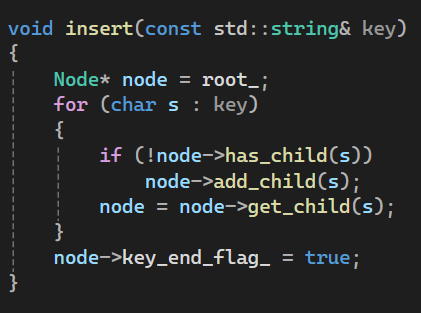 void insert(const std::string& key)
{
    Node* node = root_;
    for (char s : key)
    {
        if (!node->has_child(s))
            node->add_child(s);
        node = node->get_child(s);
    }
    node->key_end_flag_ = true;
}